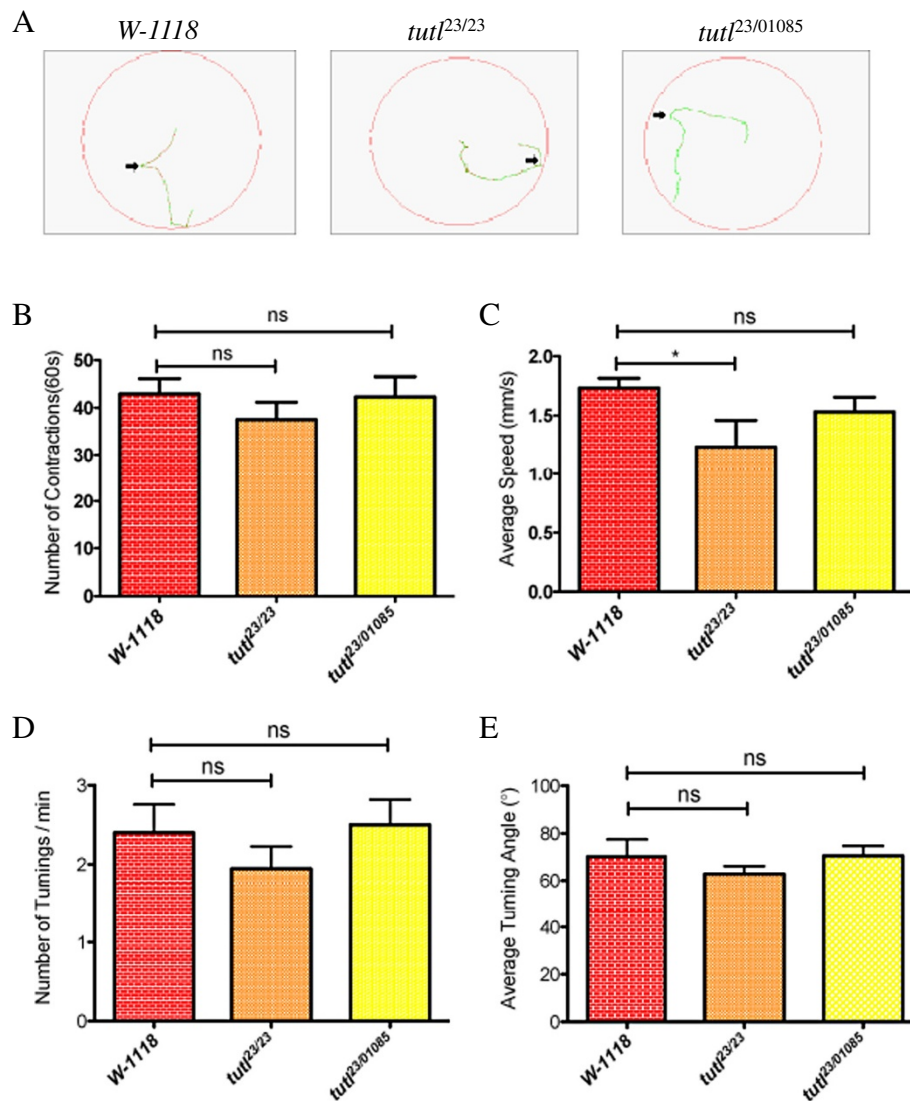 A
W-1118
tutl23/23
tutl23/01085
B
ns
ns
Number of Contractions(60s)
50
40
30
20
10
0
W-1118
tutl23/23
tutl23/01085
C
ns
*
Average Speed (mm/s)
2.0
1.5
1.0
0.5
0.0
W-1118
tutl23/23
tutl23/01085
D
ns
ns
Number of Turnings / min
3
2
1
0
W-1118
tutl23/23
tutl23/01085
E
ns
ns
Average Turning Angle (°)
100
80
60
40
20
0
W-1118
tutl23/23
tutl23/01085